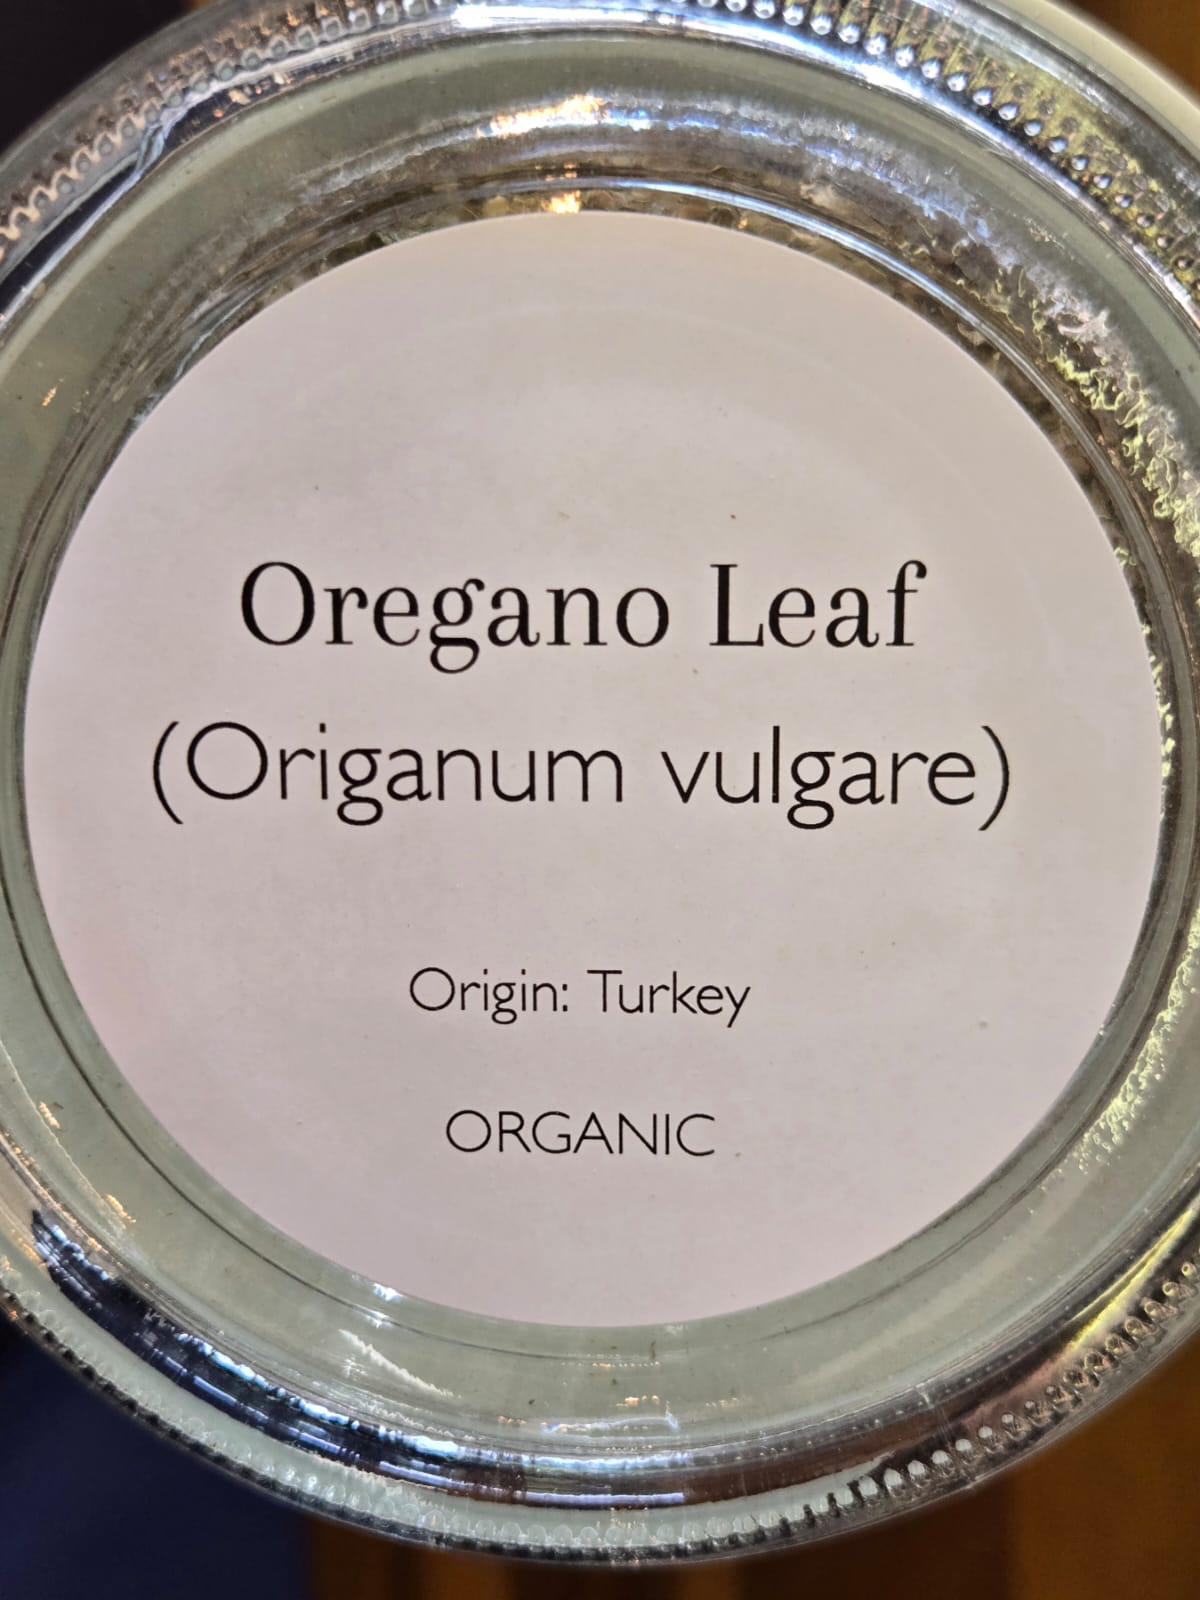 Oregano Leaf
(Origanum vulgare)
Origin: Turkey
ORGANIC